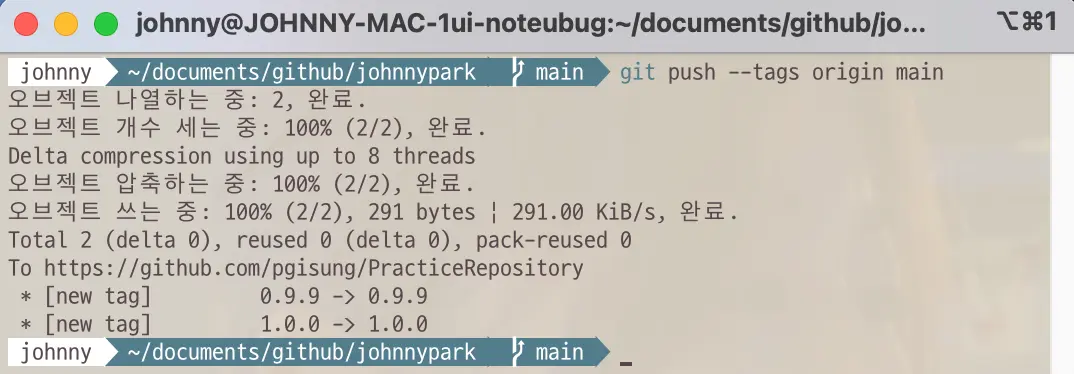 johnny@JOHNNY-MAC-1ui-noteubug:~/documents/github/jo... ⌥⌘1
johnny ~/documents/github/johnnypark main git push --tags origin main
오브젝트 나열하는 중: 2, 완료.
오브젝트 개수 세는 중: 100% (2/2), 완료.
Delta compression using up to 8 threads
오브젝트 압축하는 중: 100% (2/2), 완료.
오브젝트 쓰는 중: 100% (2/2), 291 bytes ¦ 291.00 KiB/s, 완료.
Total 2 (delta 0), reused 0 (delta 0), pack-reused 0
To https://github.com/pgisung/PracticeRepository
* [new tag] 0.9.9 -> 0.9.9
* [new tag] 1.0.0 -> 1.0.0
johnny ~/documents/github/johnnypark main